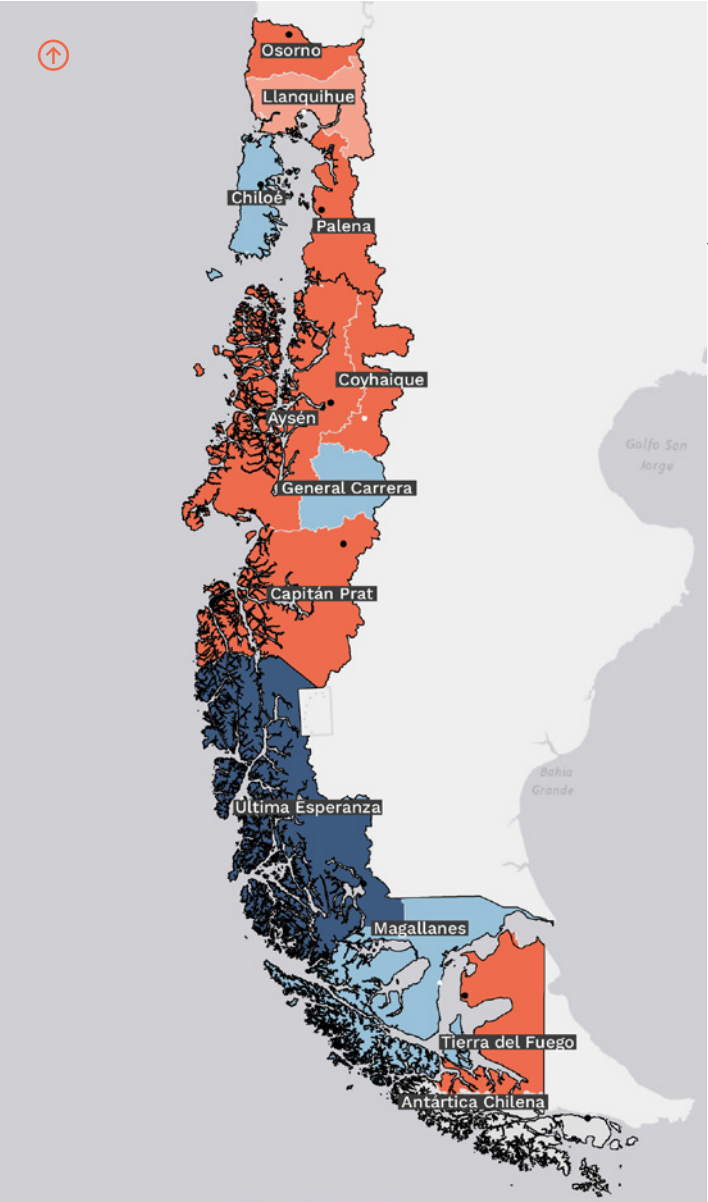 Osorno
Llanquihue
Chiloé
Palena
Coyhaique
Aysén
Golfo San
Jorge
General Carrera
Capitán Prat
Bahia
Grande
Última Esperanza
Magallanes
Tierra del Fuego
Antártica Chilena